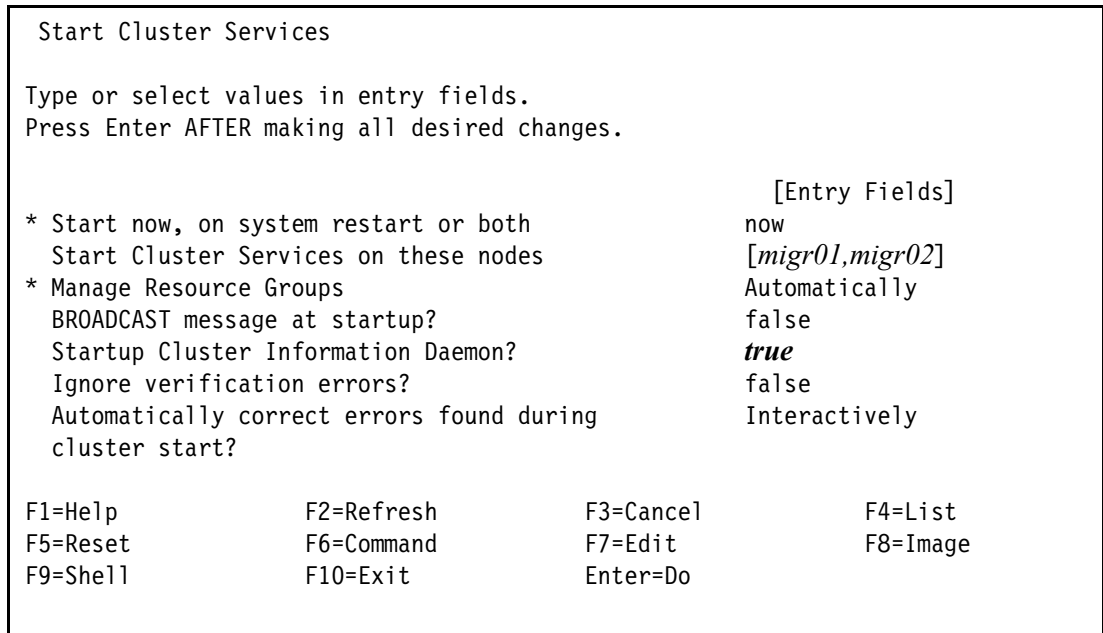 Start Cluster Services
Type or select values in entry fields.
Press Enter AFTER making all desired changes.
[Entry Fields]
* Start now, on system restart or both now
Start Cluster Services on these nodes [migr01,migr02]
* Manage Resource Groups Automatically
BROADCAST message at startup? false
Startup Cluster Information Daemon? true
Ignore verification errors? false
Automatically correct errors found during Interactively
cluster start?
F1=Help F2=Refresh F3=Cancel F4=List
F5=Reset F6=Command F7=Edit F8=Image
F9=Shell F10=Exit Enter=Do